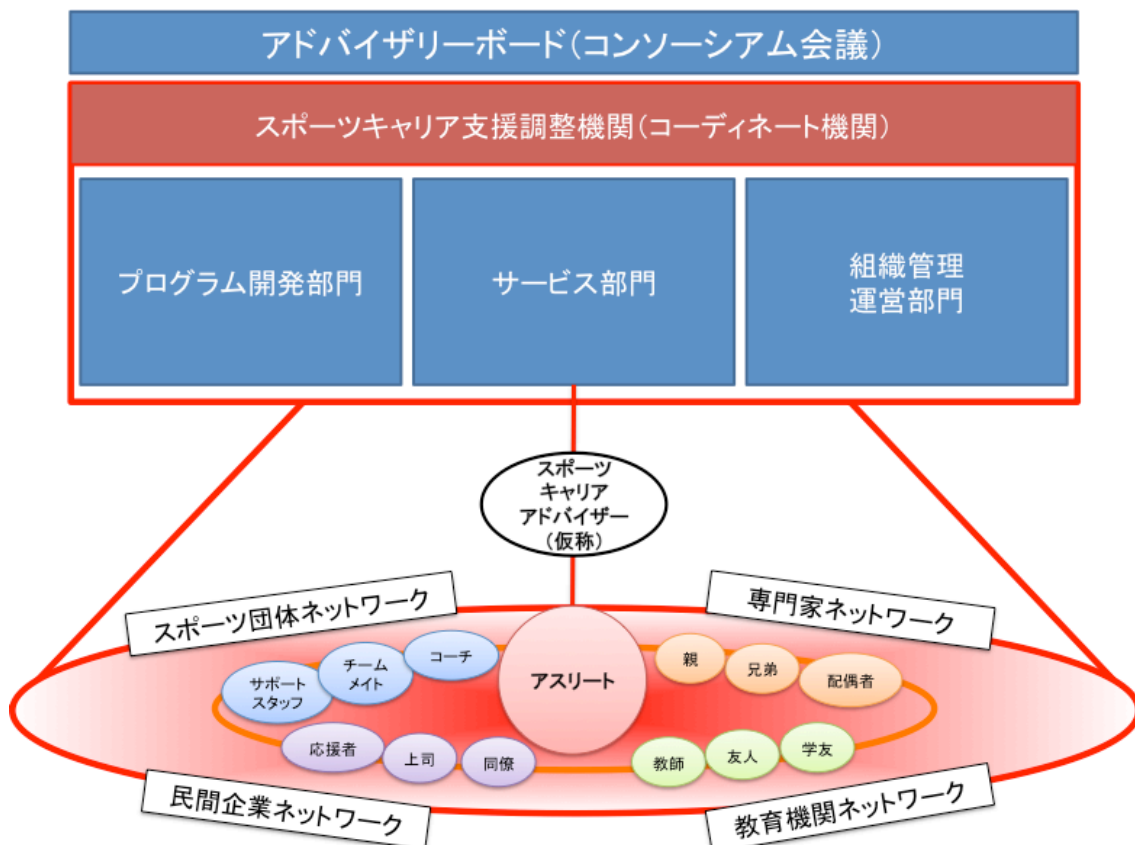 アドバイザリーボード（コンソーシアム会議）
スポーツキャリア支援調整機関（コーディネート機関）
プログラム開発部門
サービス部門
組織管理
運営部門
スポーツ
キャリア
アドバイザー
（仮称）
スポーツ団体ネットワーク
専門家ネットワーク
サポート
スタッフ
チーム
メイト
コーチ
アスリート
親
兄弟
配偶者
応援者
上司
同僚
教師
友人
学友
民間企業ネットワーク
教育機関ネットワーク